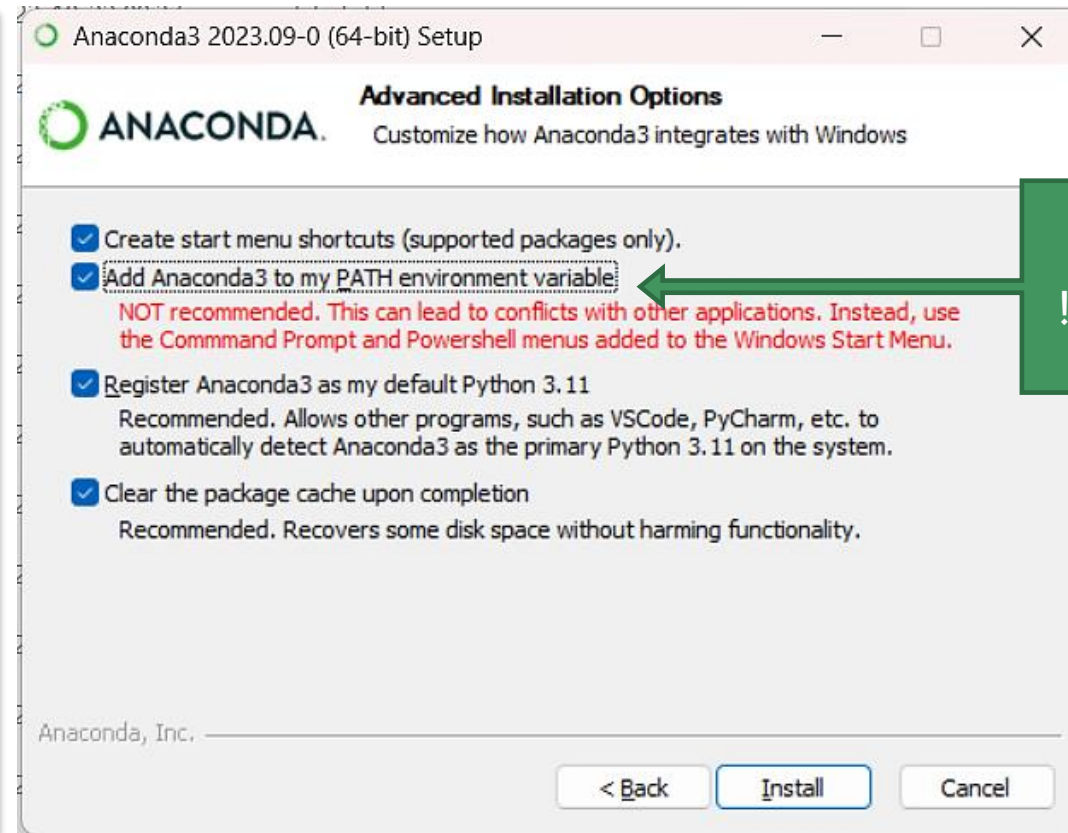 Anaconda3 2023.09-0 (64-bit) Setup
ANACONDA.
Advanced Installation Options
Customize how Anaconda3 integrates with Windows
Create start menu shortcuts (supported packages only).
Add Anaconda3 to my PATH environment variable
NOT recommended. This can lead to conflicts with other applications. Instead, use
the Commmand Prompt and Powershell menus added to the Windows Start Menu.
!
Register Anaconda3 as my default Python 3.11
Recommended. Allows other programs, such as VSCode, PyCharm, etc. to
automatically detect Anaconda3 as the primary Python 3.11 on the system.
Clear the package cache upon completion
Recommended. Recovers some disk space without harming functionality.
Anaconda, Inc.
< Back
Install
Cancel